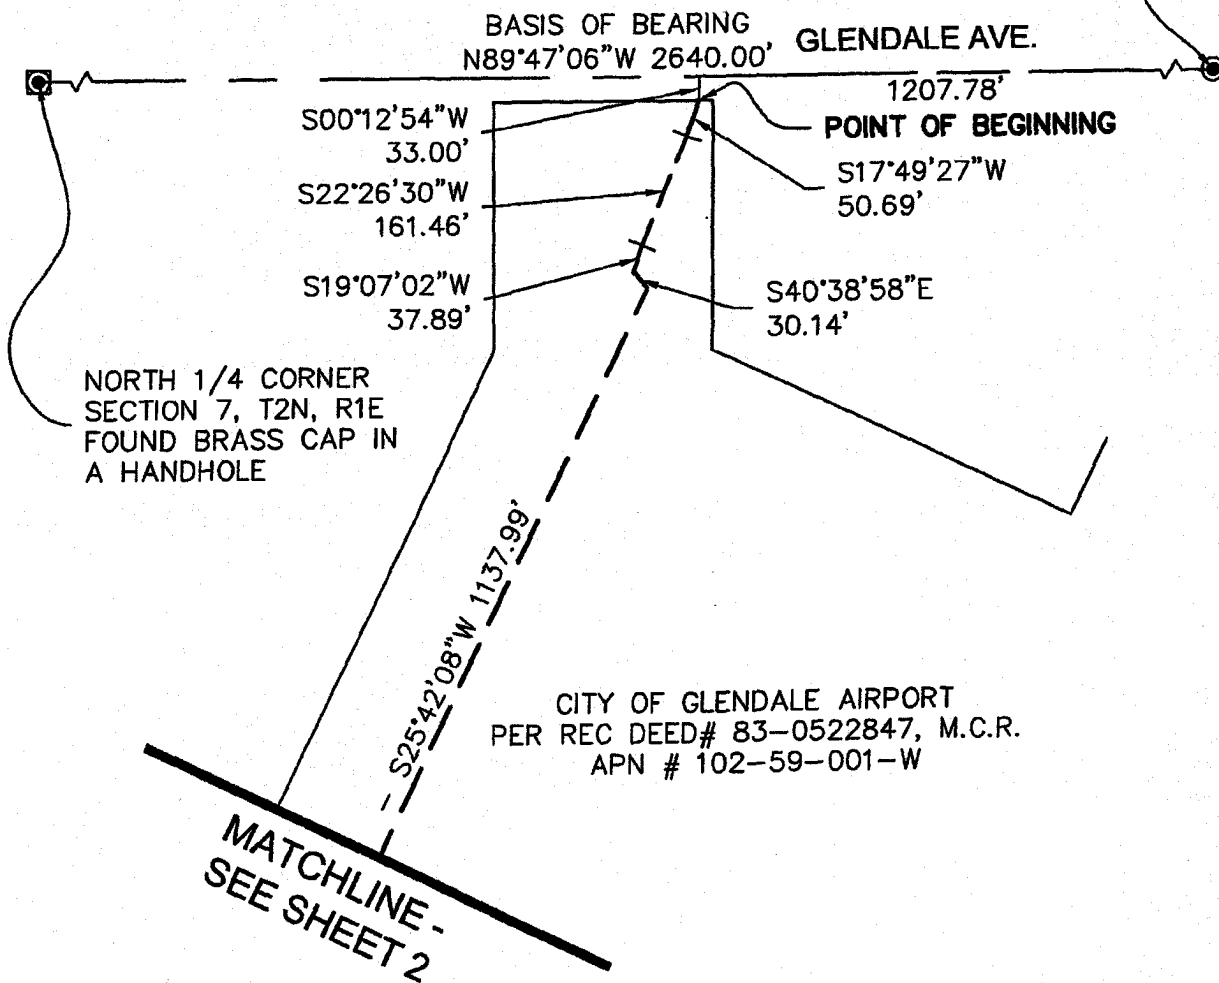 BASIS OF BEARING
N89°47'06"W 2640.00'
GLENDALE AVE.
1207.78'
POINT OF BEGINNING
S00°12'54"W
33.00'
S17°49'27"W
50.69'
S22°26'30"W
161.46'
S19°07'02"W
37.89'
S40°38'58"E
30.14'
NORTH 1/4 CORNER
SECTION 7, T2N, R1E
FOUND BRASS CAP IN
A HANDHOLE
S25°42'08"W 1137.99'
CITY OF GLENDALE AIRPORT
PER REC DEED# 83-0522847, M.C.R.
APN # 102-59-001-W
MATCHLINE -
SEE SHEET 2